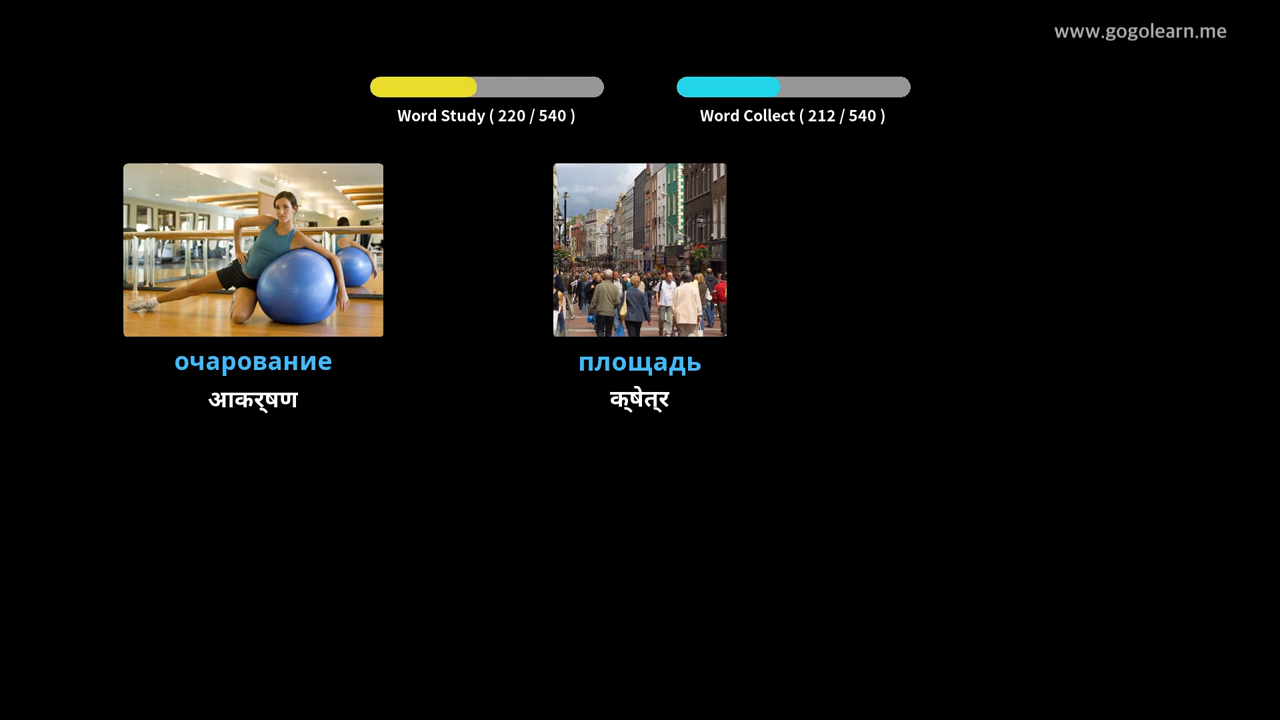 www.gogolearn.me
Word Study ( 220 / 540 )
Word Collect ( 212 / 540 )
очарование
площадь
आकर्षण
क्षेत्र